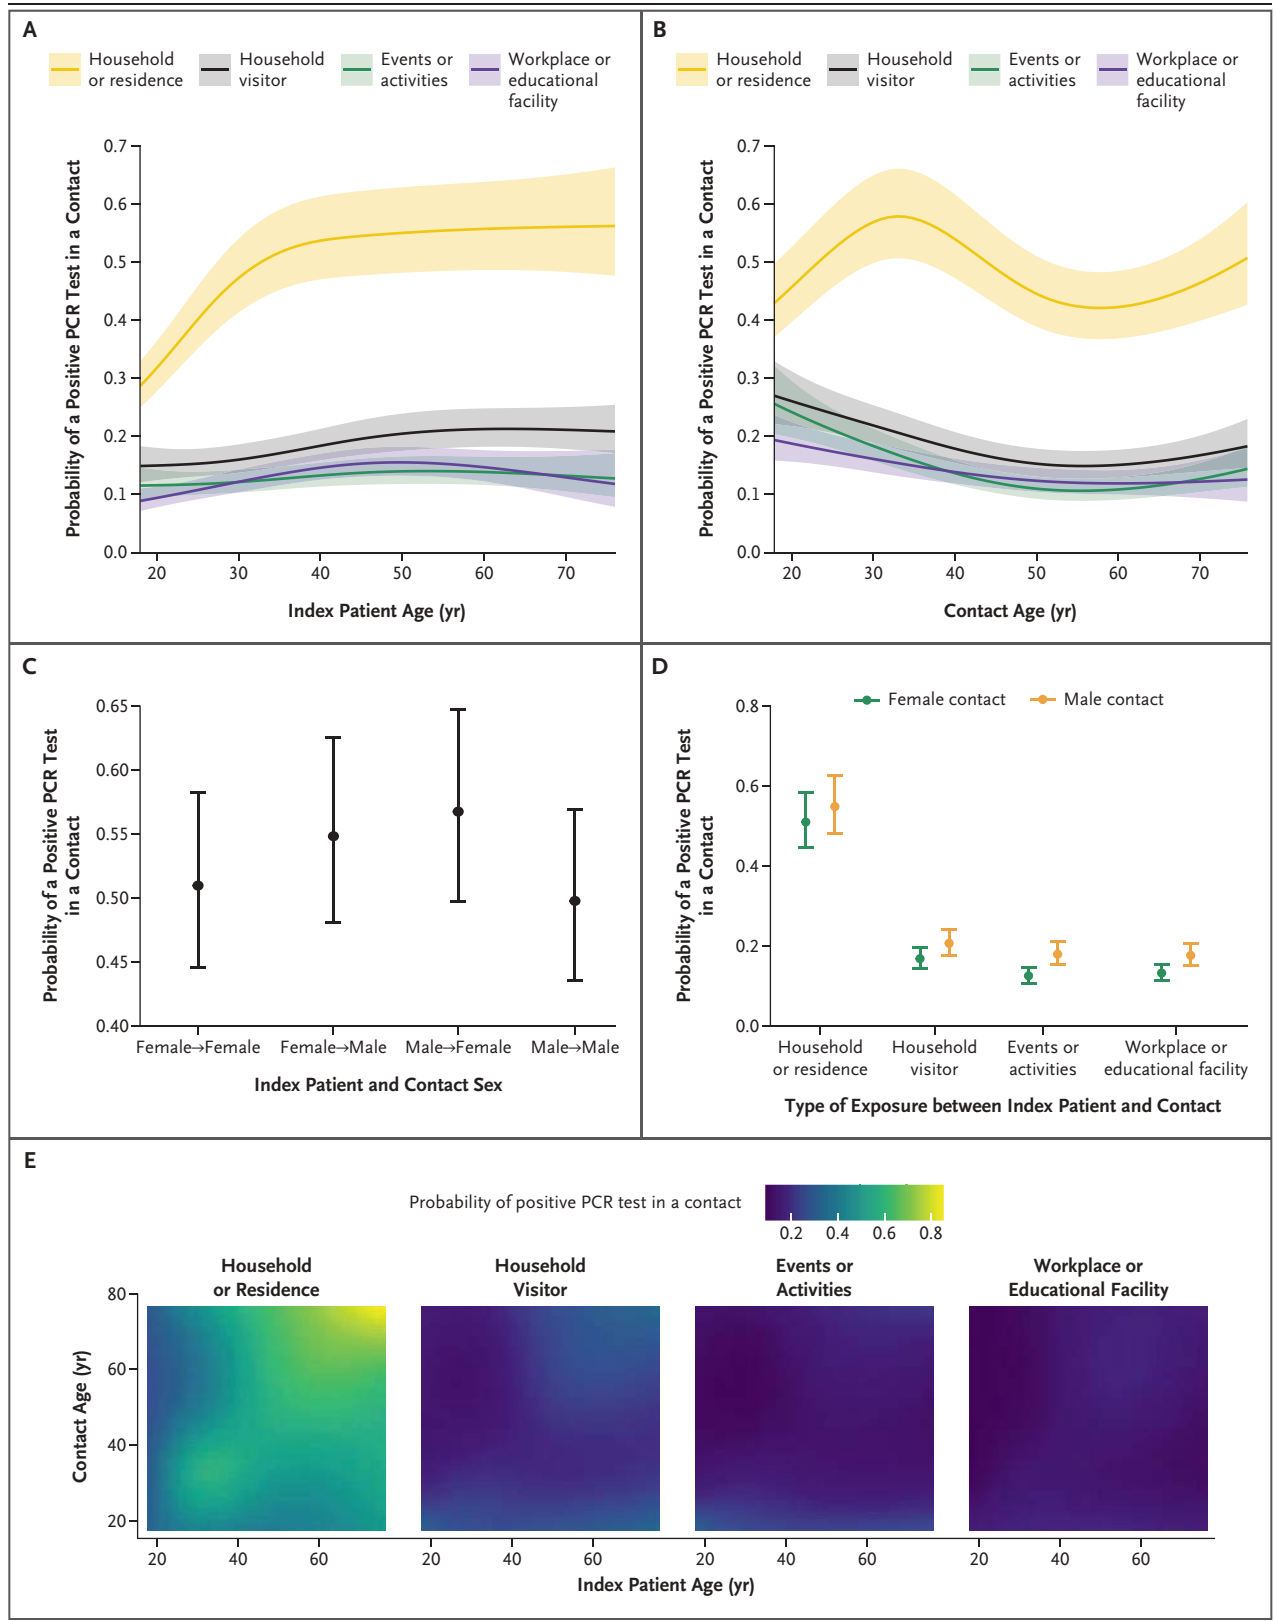 A
Household or residence
Household visitor
Events or activities
Workplace or educational facility
Probability of a Positive PCR Test in a Contact
0.7
0.6
0.5
0.4
0.3
0.2
0.1
0.0
20 30 40 50 60 70
Index Patient Age (yr)
B
Household or residence
Household visitor
Events or activities
Workplace or educational facility
Probability of a Positive PCR Test in a Contact
0.7
0.6
0.5
0.4
0.3
0.2
0.1
0.0
20 30 40 50 60 70
Contact Age (yr)
C
Probability of a Positive PCR Test
in a Contact
0.65
0.60
0.55
0.50
0.45
0.40
Female→Female Female→Male Male→Female Male→Male
Index Patient and Contact Sex
D
Female contact Male contact
Probability of a Positive PCR Test
in a Contact
0.8
0.6
0.4
0.2
0.0
Household or residence
Household visitor
Events or activities
Workplace or educational facility
Type of Exposure between Index Patient and Contact
E
Probability of positive PCR test in a contact
0.2 0.4 0.6 0.8
Household or Residence
Household Visitor
Events or Activities
Workplace or Educational Facility
Contact Age (yr)
80
60
40
20
20 40 60 20 40 60 20 40 60 20 40 60
Index Patient Age (yr)